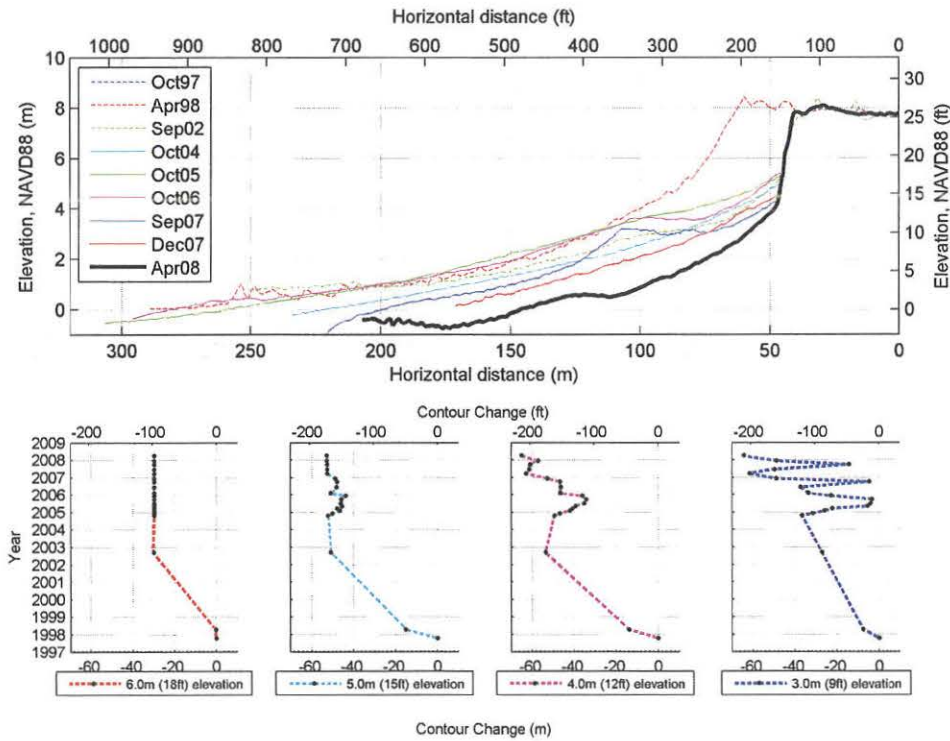 Horizontal distance (ft)
1000 900 800 700 600 500 400 300 200 100 0
Elevation, NAVD88 (m)
10
8
6
4
2
0
Oct97
Apr98
Sep02
Oct04
Oct05
Oct06
Sep07
Dec07
Apr08
30
25
20
15
10
5
0
Elevation, NAVD88 (ft)
300 250 200 150 100 50 0
Horizontal distance (m)
Contour Change (ft)
-200 -100 0
-200 -100 0
-200 -100 0
-200 -100 0
Year
2009
2008
2007
2006
2005
2004
2003
2002
2001
2000
1999
1998
1997
-60 -40 -20 0
-60 -40 -20 0
-60 -40 -20 0
-60 -40 -20 0
6.0m (18ft) elevation
5.0m (15ft) elevation
4.0m (12ft) elevation
3.0m (9ft) elevation
Contour Change (m)